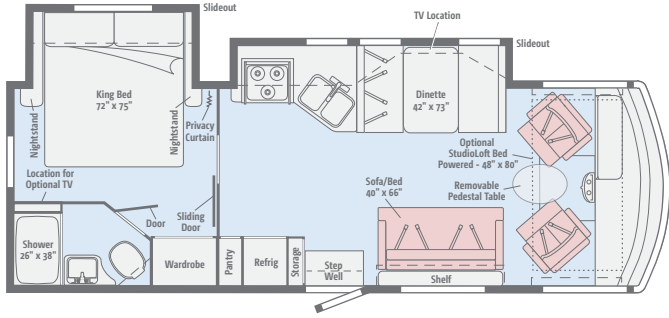 Slideout
TV Location
Slideout
King Bed
72" x 75"
Nightstand
Nightstand
Privacy
Curtain
Dinette
42" x 73"
Optional
StudioLoft Bed
Powered - 48" x 80"
Removable
Pedestal Table
Location for
Optional TV
Sofa/Bed
40" x 66"
Door
Sliding
Door
Shower
26" x 38"
Wardrobe
Pantry
Refrig
Storage
Step
Well
Shelf